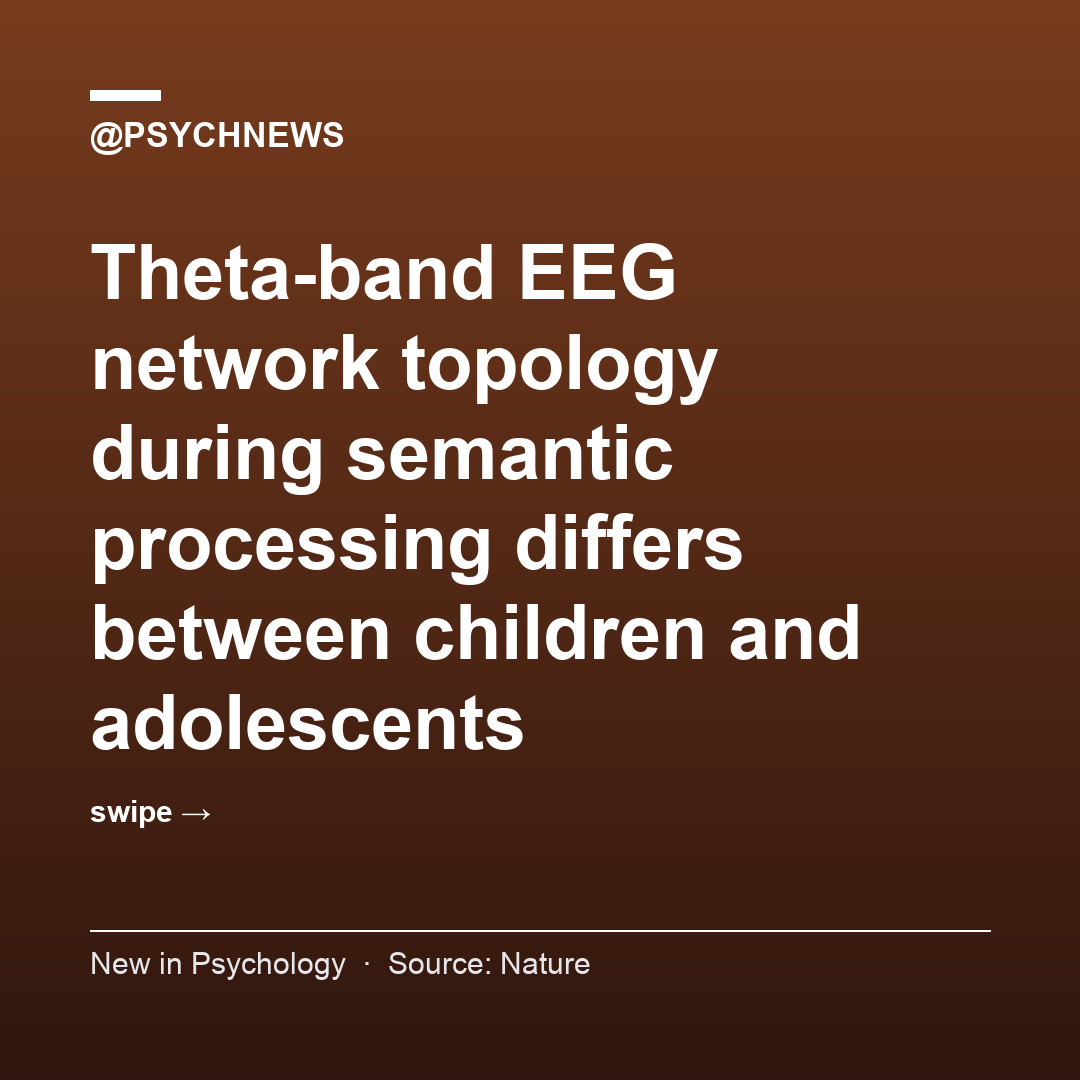 @PSYCHNEWS
Theta-band EEG
network topology
during semantic
processing differs
between children and
adolescents
swipe →
New in Psychology · Source: Nature